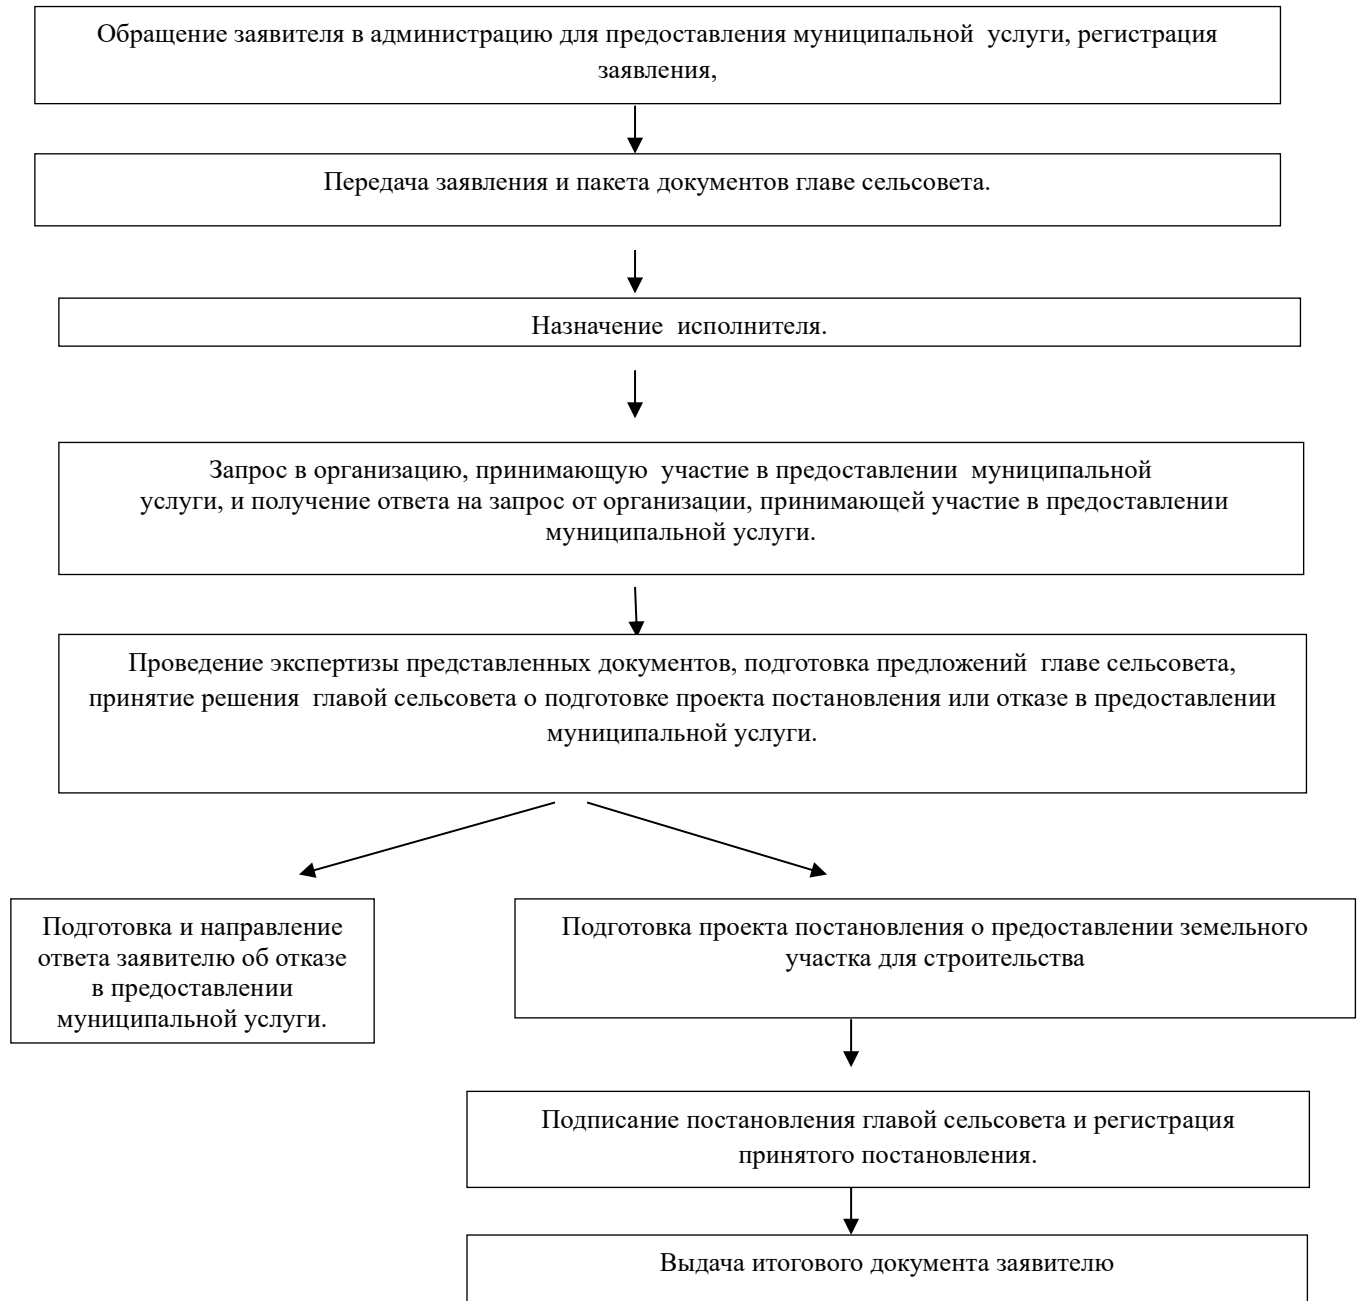 Обращение заявителя в администрацию для предоставления муниципальной  услуги, регистрация
заявления,
Передача заявления и пакета документов главе сельсовета.
Назначение  исполнителя.
Запрос в организацию, принимающую  участие в предоставлении  муниципальной
услуги, и получение ответа на запрос от организации, принимающей участие в предоставлении
муниципальной услуги.
Проведение экспертизы представленных документов, подготовка предложений  главе сельсовета,
принятие решения  главой сельсовета о подготовке проекта постановления или отказе в предоставлении
муниципальной услуги.
Подготовка и направление
ответа заявителю об отказе
в предоставлении
муниципальной услуги.
Подготовка проекта постановления о предоставлении земельного
участка для строительства
Подписание постановления главой сельсовета и регистрация
принятого постановления.
Выдача итогового документа заявителю